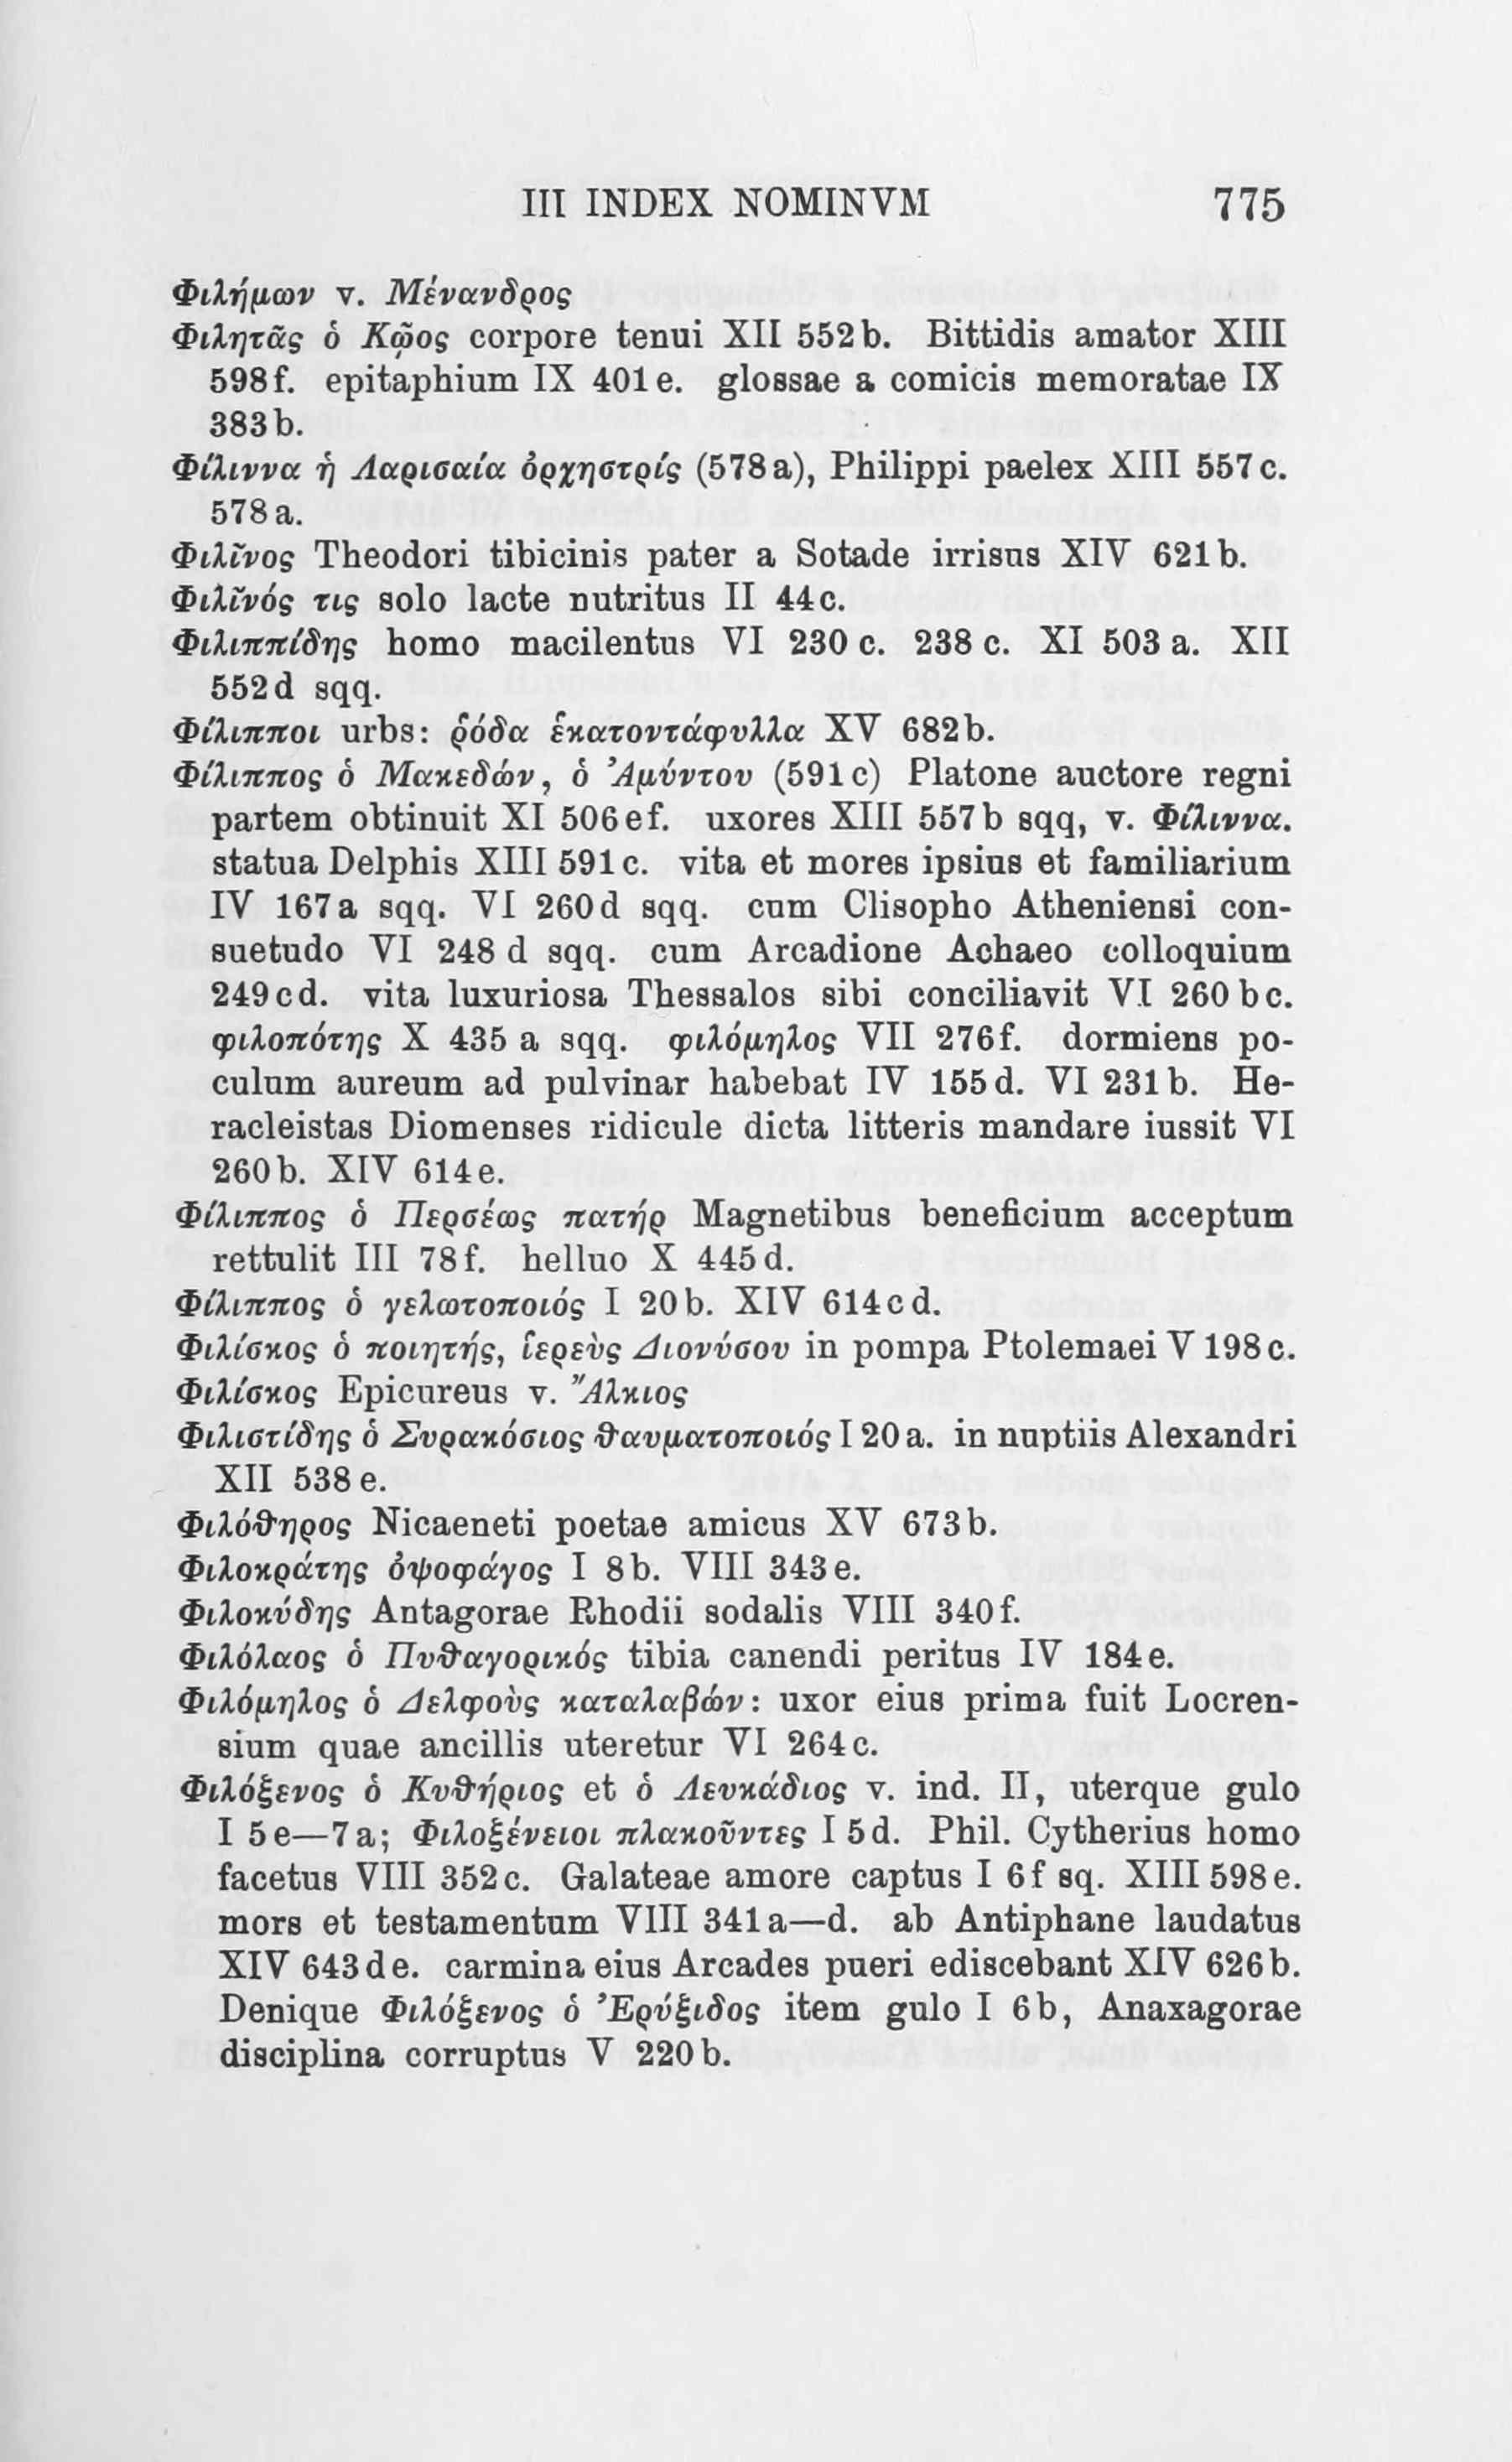 III INDEX NOMINVM 775
Φιλήμων v. Μένανδρος
Φιλητᾶς ὁ Κῷος corpore tenui XII 552b. Bittidis amator XIII
598f. epitaphium IX 401e. glossae a comicis memoratae IX
383b.
Φίλιννα ἡ Λαρισαία ὀρχηστρίς (578a), Philippi paelex XIII 557c.
578a.
Φιλῖνος Theodori tibicinis pater a Sotade irrisus XIV 621b.
Φιλῖνός τις solo lacte nutritus II 44c.
Φιλιππίδης homo macilentus VI 230c. 238c. XI 503a. XII
552d sqq.
Φίλιπποι urbs: ῥόδα ἑκατοντάφυλλα XV 682b.
Φίλιππος ὁ Μακεδών, ὁ Ἀμύντου (591c) Platone auctore regni
partem obtinuit XI 506ef. uxores XIII 557b sqq, v. Φίλιννα.
statua Delphis XIII 591c. vita et mores ipsius et familiarium
IV 167a sqq. VI 260d sqq. cum Clisopho Atheniensi con-
suetudo VI 248d sqq. cum Arcadione Achaeo colloquium
249cd. vita luxuriosa Thessalos sibi conciliavit VI 260bc.
φιλοπότης X 435a sqq. φιλόμηλος VII 276f. dormiens po-
culum aureum ad pulvinar habebat IV 155d. VI 231b. He-
racleistas Diomenses ridicule dicta litteris mandare iussit VI
260b. XIV 614e.
Φίλιππος ὁ Περσέως πατήρ Magnetibus beneficium acceptum
rettulit III 78f. helluo X 445d.
Φίλιππος ὁ γελωτοποιός I 20b. XIV 614cd.
Φιλίσκος ὁ ποιητής, ἱερεὺς Διονύσου in pompa Ptolemaei V 198c.
Φιλίσκος Epicureus v. Ἄλκιος
Φιλιστίδης ὁ Συρακόσιος θαυματοποιός I 20a. in nuptiis Alexandri
XII 538e.
Φιλόθηρος Nicaeneti poetae amicus XV 673b.
Φιλοκράτης ὀψοφάγος I 8b. VIII 343e.
Φιλοκύδης Antagorae Rhodii sodalis VIII 340f.
Φιλόλαος ὁ Πυθαγορικός tibia canendi peritus IV 184e.
Φιλόμηλος ὁ Δελφοὺς καταλαβών: uxor eius prima fuit Locren-
sium quae ancillis uteretur VI 264c.
Φιλόξενος ὁ Κυθήριος et ὁ Λευκάδιος v. ind. II, uterque gulo
I 5e—7a; Φιλοξένειοι πλακοῦντες I 5d. Phil. Cytherius homo
facetus VIII 352c. Galateae amore captus I 6f sq. XIII 598e.
mors et testamentum VIII 341a—d. ab Antiphane laudatus
XIV 643de. carmina eius Arcades pueri ediscebant XIV 626b.
Denique Φιλόξενος ὁ Ἐρύξιδος item gulo I 6b, Anaxagorae
disciplina corruptus V 220b.